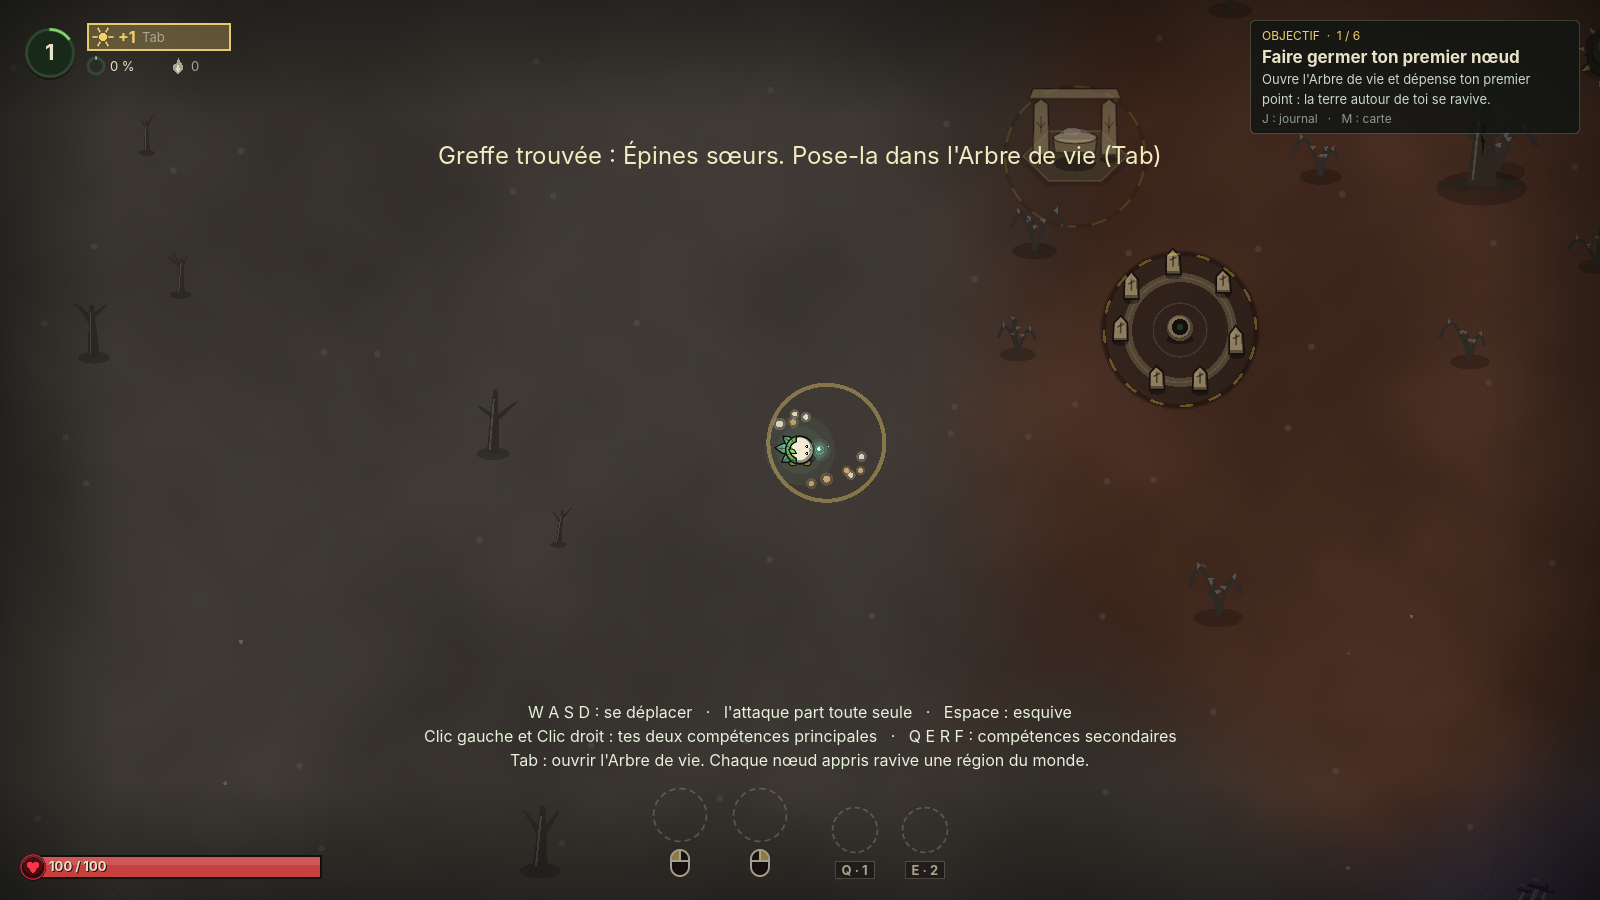 1
+1 Tab
0 %
0
OBJECTIF · 1 / 6
Faire germer ton premier nœud
Ouvre l'Arbre de vie et dépense ton premier
point : la terre autour de toi se ravive.
J : journal · M : carte
Greffe trouvée : Épines sœurs. Pose-la dans l'Arbre de vie (Tab)
W A S D : se déplacer · l'attaque part toute seule · Espace : esquive
Clic gauche et Clic droit : tes deux compétences principales · Q E R F : compétences secondaires
Tab : ouvrir l'Arbre de vie. Chaque nœud appris ravive une région du monde.
Q · 1
E · 2
100 / 100